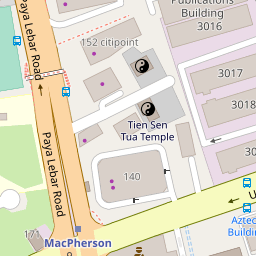 Publications
Building
3016
Paya Lebar Road
152 citipoint
3017
3018
Tien Sen
Tua Temple
Paya Lebar Road
140
171
MacPherson
Aztec
Building